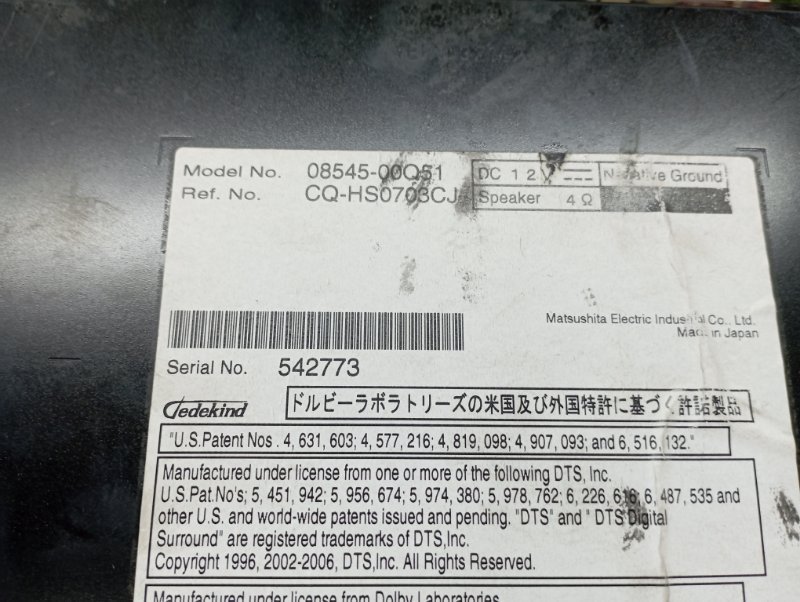 Model No. 08545-00Q51
Ref. No. CQ-HS0703CJ
DC 12V Negative Ground
Speaker 4Ω
Matsushita Electric Industrial Co., Ltd.
Made in Japan
Serial No. 542773
Gedekind
ドルビーラボラトリーズの米国及び外国特許に基づく許諾製品
"U.S.Patent Nos. 4, 631, 603; 4, 577, 216; 4, 819, 098; 4, 907, 093; and 6, 516, 132."
Manufactured under license from one or more of the following DTS, Inc.
U.S.Pat.No's; 5, 451, 942; 5, 956, 674; 5, 974, 380; 5, 978, 762; 6, 226, 616; 6, 487, 535 and
other U.S. and world-wide patents issued and pending. "DTS" and " DTS Digital
Surround" are registered trademarks of DTS,Inc.
Copyright 1996, 2002-2006, DTS,Inc. All Rights Reserved.
Manufactured under license from Dolby Laboratories